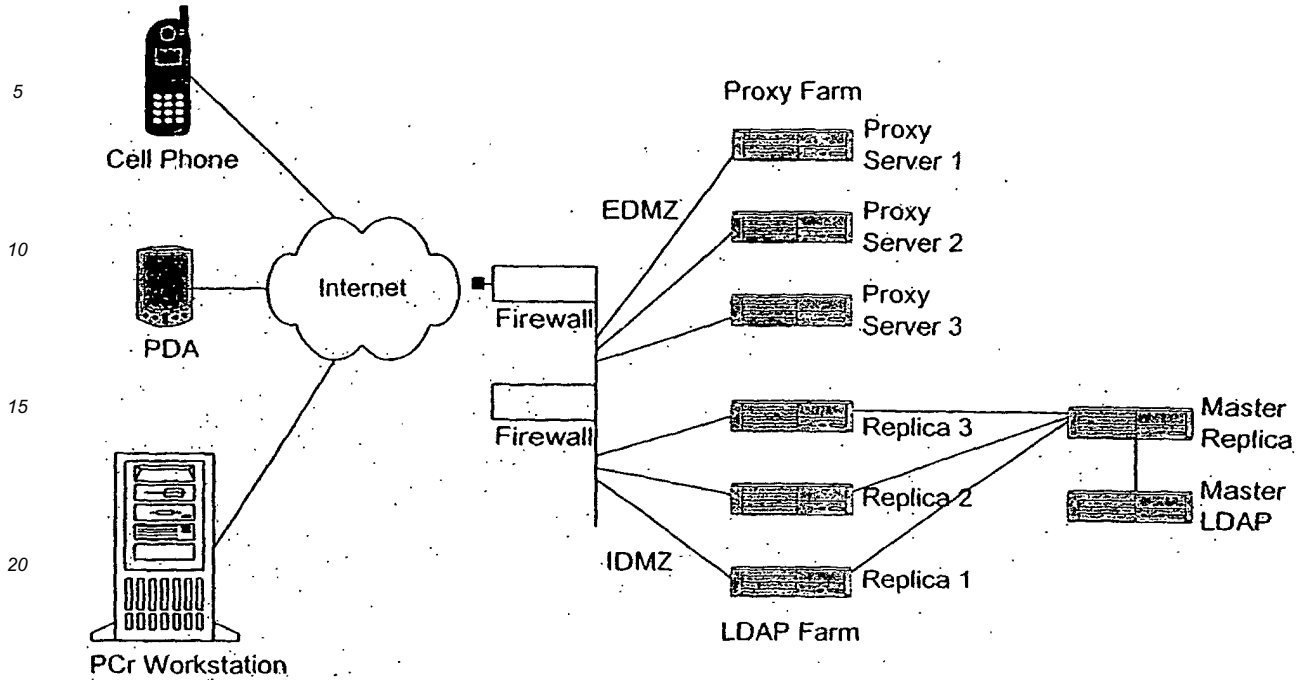 5
Cell Phone
Proxy Farm
Proxy
Server 1
EDMZ
10
Proxy
Server 2
Internet
Firewall
Proxy
Server 3
PDA
15
Firewall
Replica 3
Master
Replica
Replica 2
Master
LDAP
20
IDMZ
Replica 1
LDAP Farm
PCr Workstation